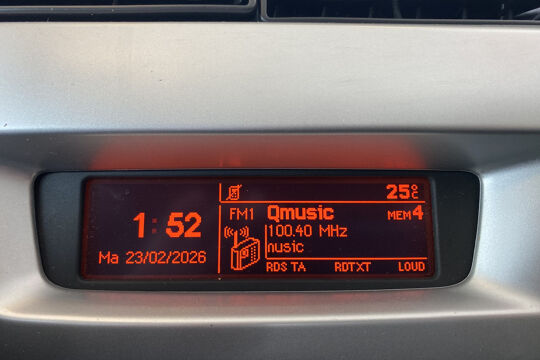 25°C
1:52
Ma 23/02/2026
FM1 Qmusic MEM4
100.40 MHz
nusic
RDS TA RDTXT LOUD